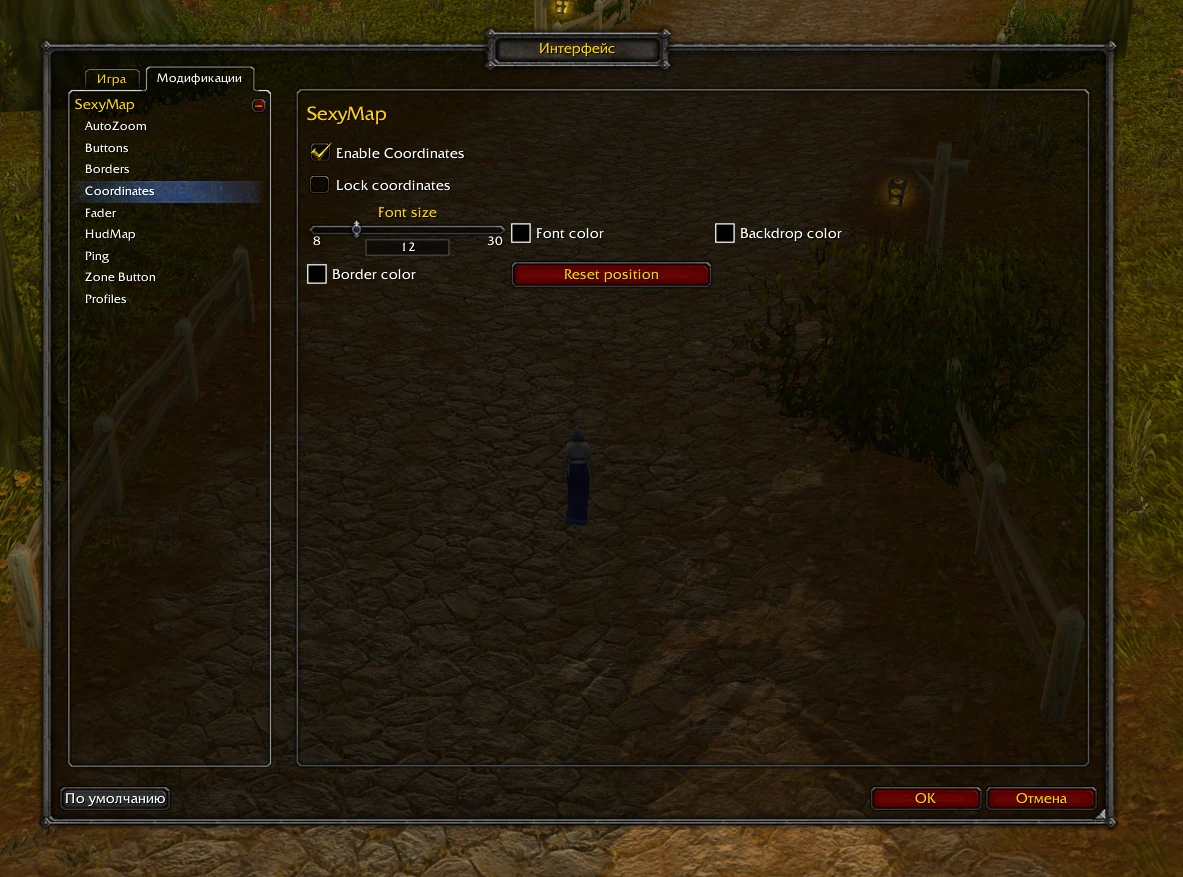 Интерфейс
Игра
Модификации
SexyMap
AutoZoom
Buttons
Borders
Coordinates
Fader
HudMap
Ping
Zone Button
Profiles
SexyMap
Enable Coordinates
Lock coordinates
Font size
8
30
12
Font color
Backdrop color
Border color
Reset position
По умолчанию
OK
Отмена